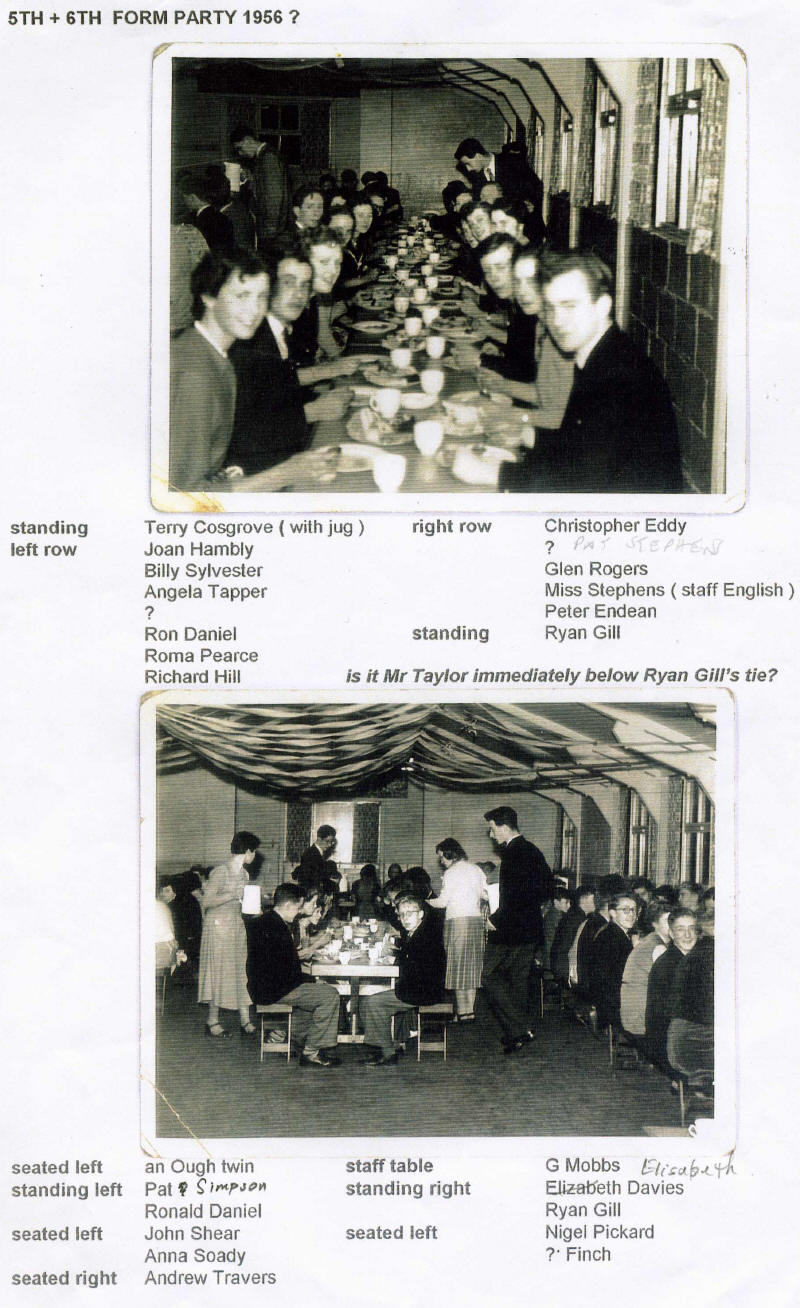 5TH + 6TH FORM PARTY 1956 ?
standing Terry Cosgrove ( with jug ) right row Christopher Eddy
left row Joan Hambly ? PAT STEPHEN
Billy Sylvester Glen Rogers
Angela Tapper Miss Stephens ( staff English )
? Peter Endean
Ron Daniel standing Ryan Gill
Roma Pearce
Richard Hill is it Mr Taylor immediately below Ryan Gill's tie?
seated left an Ough twin staff table G Mobbs Elisabeth
standing left Pat ? Simpson standing right Elizabeth Davies
Ronald Daniel Ryan Gill
seated left John Shear seated left Nigel Pickard
Anna Soady ? Finch
seated right Andrew Travers